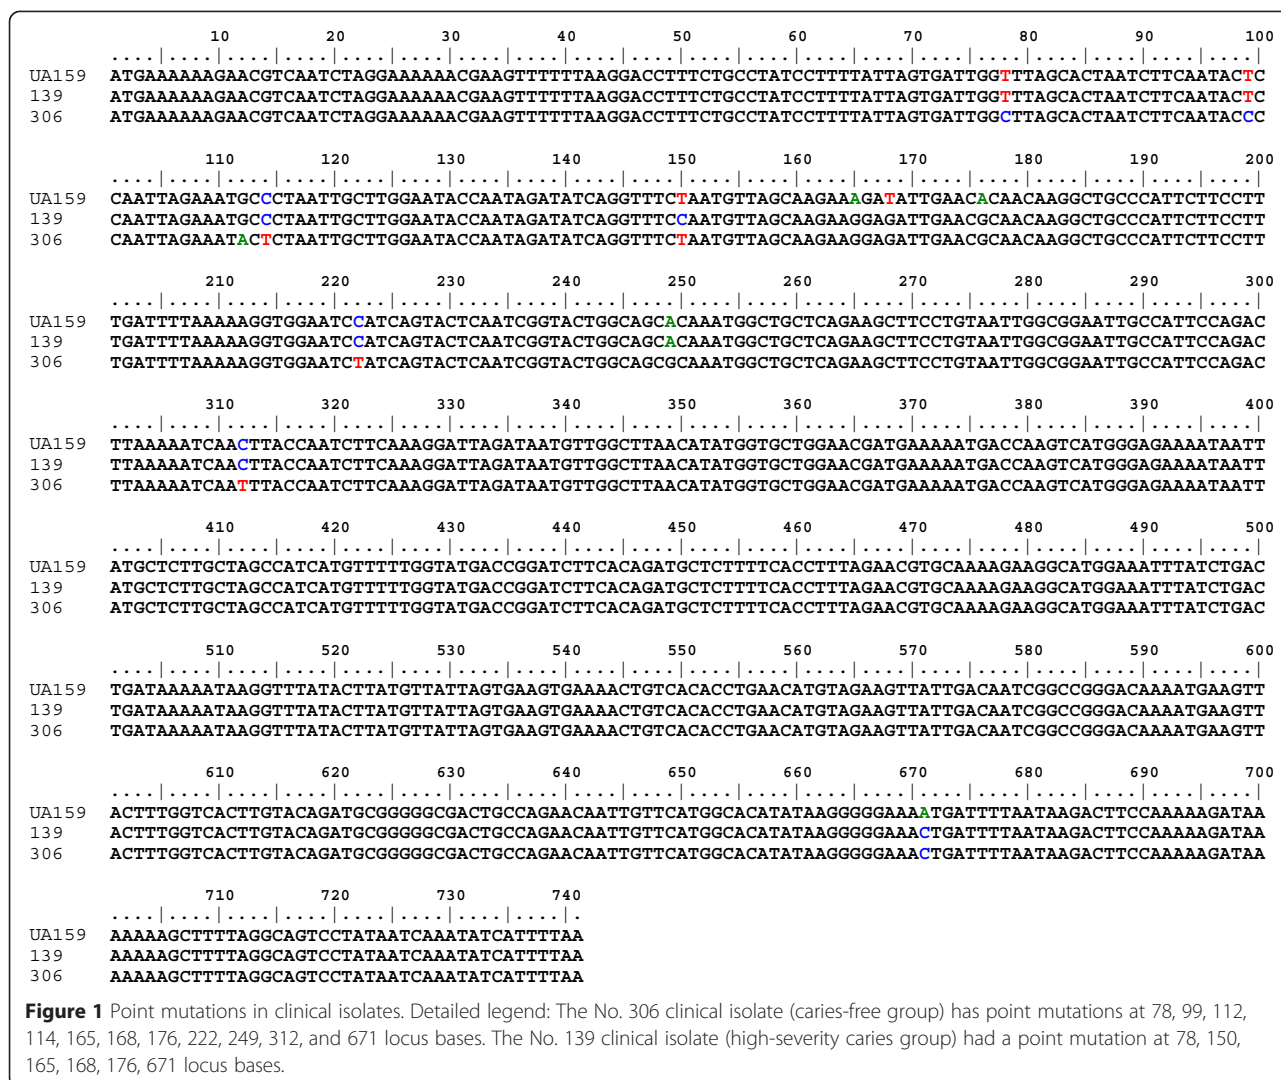 10 20 30 40 50 60 70 80 90 100
....|....|....|....|....|....|....|....|....|....|....|....|....|....|....|....|....|....|....|....|
UA159 ATGAAAAAAGAACGTCAATCTAGGAAAAAACGAAGTTTTTTAAGGACCTTTCTGCCTATCCTTTTATTAGTGATTGGTTTAGCACTAATCTTCAATACTC
139 ATGAAAAAAGAACGTCAATCTAGGAAAAAACGAAGTTTTTTAAGGACCTTTCTGCCTATCCTTTTATTAGTGATTGGTTTAGCACTAATCTTCAATACTC
306 ATGAAAAAAGAACGTCAATCTAGGAAAAAACGAAGTTTTTTAAGGACCTTTCTGCCTATCCTTTTATTAGTGATTGGCTTAGCACTAATCTTCAATACCC
110 120 130 140 150 160 170 180 190 200
....|....|....|....|....|....|....|....|....|....|....|....|....|....|....|....|....|....|....|....|
UA159 CAATTAGAAATGCCCTAATTGCTTGGAATACCAATAGATATCAGGTTTCTAATGTTAGCAAGAAAGATATTGAACACAACAAGGCTGCCCATTCTTCCTT
139 CAATTAGAAATGCCCTAATTGCTTGGAATACCAATAGATATCAGGTTTCCAATGTTAGCAAGAAGGAGATTGAACGCAACAAGGCTGCCCATTCTTCCTT
306 CAATTAGAAATACTCTAATTGCTTGGAATACCAATAGATATCAGGTTTCTAATGTTAGCAAGAAGGAGATTGAACGCAACAAGGCTGCCCATTCTTCCTT
210 220 230 240 250 260 270 280 290 300
....|....|....|....|....|....|....|....|....|....|....|....|....|....|....|....|....|....|....|....|
UA159 TGATTTTAAAAAGGTGGAATCCATCAGTACTCAATCGGTACTGGCAGCACAAATGGCTGCTCAGAAGCTTCCTGTAATTGGCGGAATTGCCATTCCAGAC
139 TGATTTTAAAAAGGTGGAATCCATCAGTACTCAATCGGTACTGGCAGCACAAATGGCTGCTCAGAAGCTTCCTGTAATTGGCGGAATTGCCATTCCAGAC
306 TGATTTTAAAAAGGTGGAATCTATCAGTACTCAATCGGTACTGGCAGCGCAAATGGCTGCTCAGAAGCTTCCTGTAATTGGCGGAATTGCCATTCCAGAC
310 320 330 340 350 360 370 380 390 400
....|....|....|....|....|....|....|....|....|....|....|....|....|....|....|....|....|....|....|....|
UA159 TTAAAAATCAACTTACCAATCTTCAAAGGATTAGATAATGTTGGCTTAACATATGGTGCTGGAACGATGAAAAATGACCAAGTCATGGGAGAAAATAATT
139 TTAAAAATCAACTTACCAATCTTCAAAGGATTAGATAATGTTGGCTTAACATATGGTGCTGGAACGATGAAAAATGACCAAGTCATGGGAGAAAATAATT
306 TTAAAAATCAATTTACCAATCTTCAAAGGATTAGATAATGTTGGCTTAACATATGGTGCTGGAACGATGAAAAATGACCAAGTCATGGGAGAAAATAATT
410 420 430 440 450 460 470 480 490 500
....|....|....|....|....|....|....|....|....|....|....|....|....|....|....|....|....|....|....|....|
UA159 ATGCTCTTGCTAGCCATCATGTTTTTGGTATGACCGGATCTTCACAGATGCTCTTTTCACCTTTAGAACGTGCAAAAGAAGGCATGGAAATTTATCTGAC
139 ATGCTCTTGCTAGCCATCATGTTTTTGGTATGACCGGATCTTCACAGATGCTCTTTTCACCTTTAGAACGTGCAAAAGAAGGCATGGAAATTTATCTGAC
306 ATGCTCTTGCTAGCCATCATGTTTTTGGTATGACCGGATCTTCACAGATGCTCTTTTCACCTTTAGAACGTGCAAAAGAAGGCATGGAAATTTATCTGAC
510 520 530 540 550 560 570 580 590 600
....|....|....|....|....|....|....|....|....|....|....|....|....|....|....|....|....|....|....|....|
UA159 TGATAAAAATAAGGTTTATACTTATGTTATTAGTGAAGTGAAAACTGTCACACCTGAACATGTAGAAGTTATTGACAATCGGCCGGGACAAAATGAAGTT
139 TGATAAAAATAAGGTTTATACTTATGTTATTAGTGAAGTGAAAACTGTCACACCTGAACATGTAGAAGTTATTGACAATCGGCCGGGACAAAATGAAGTT
306 TGATAAAAATAAGGTTTATACTTATGTTATTAGTGAAGTGAAAACTGTCACACCTGAACATGTAGAAGTTATTGACAATCGGCCGGGACAAAATGAAGTT
610 620 630 640 650 660 670 680 690 700
....|....|....|....|....|....|....|....|....|....|....|....|....|....|....|....|....|....|....|....|
UA159 ACTTTGGTCACTTGTACAGATGCGGGGGCGACTGCCAGAACAATTGTTCATGGCACATATAAGGGGGAAAATGATTTTAATAAGACTTCCAAAAAGATAA
139 ACTTTGGTCACTTGTACAGATGCGGGGGCGACTGCCAGAACAATTGTTCATGGCACATATAAGGGGGAAACTGATTTTAATAAGACTTCCAAAAAGATAA
306 ACTTTGGTCACTTGTACAGATGCGGGGGCGACTGCCAGAACAATTGTTCATGGCACATATAAGGGGGAAACTGATTTTAATAAGACTTCCAAAAAGATAA
710 720 730 740
....|....|....|....|....|....|....|....|.
UA159 AAAAAGCTTTTAGGCAGTCCTATAATCAAATATCATTTTAA
139 AAAAAGCTTTTAGGCAGTCCTATAATCAAATATCATTTTAA
306 AAAAAGCTTTTAGGCAGTCCTATAATCAAATATCATTTTAA
Figure 1 Point mutations in clinical isolates. Detailed legend: The No. 306 clinical isolate (caries-free group) has point mutations at 78, 99, 112,
114, 165, 168, 176, 222, 249, 312, and 671 locus bases. The No. 139 clinical isolate (high-severity caries group) had a point mutation at 78, 150,
165, 168, 176, 671 locus bases.